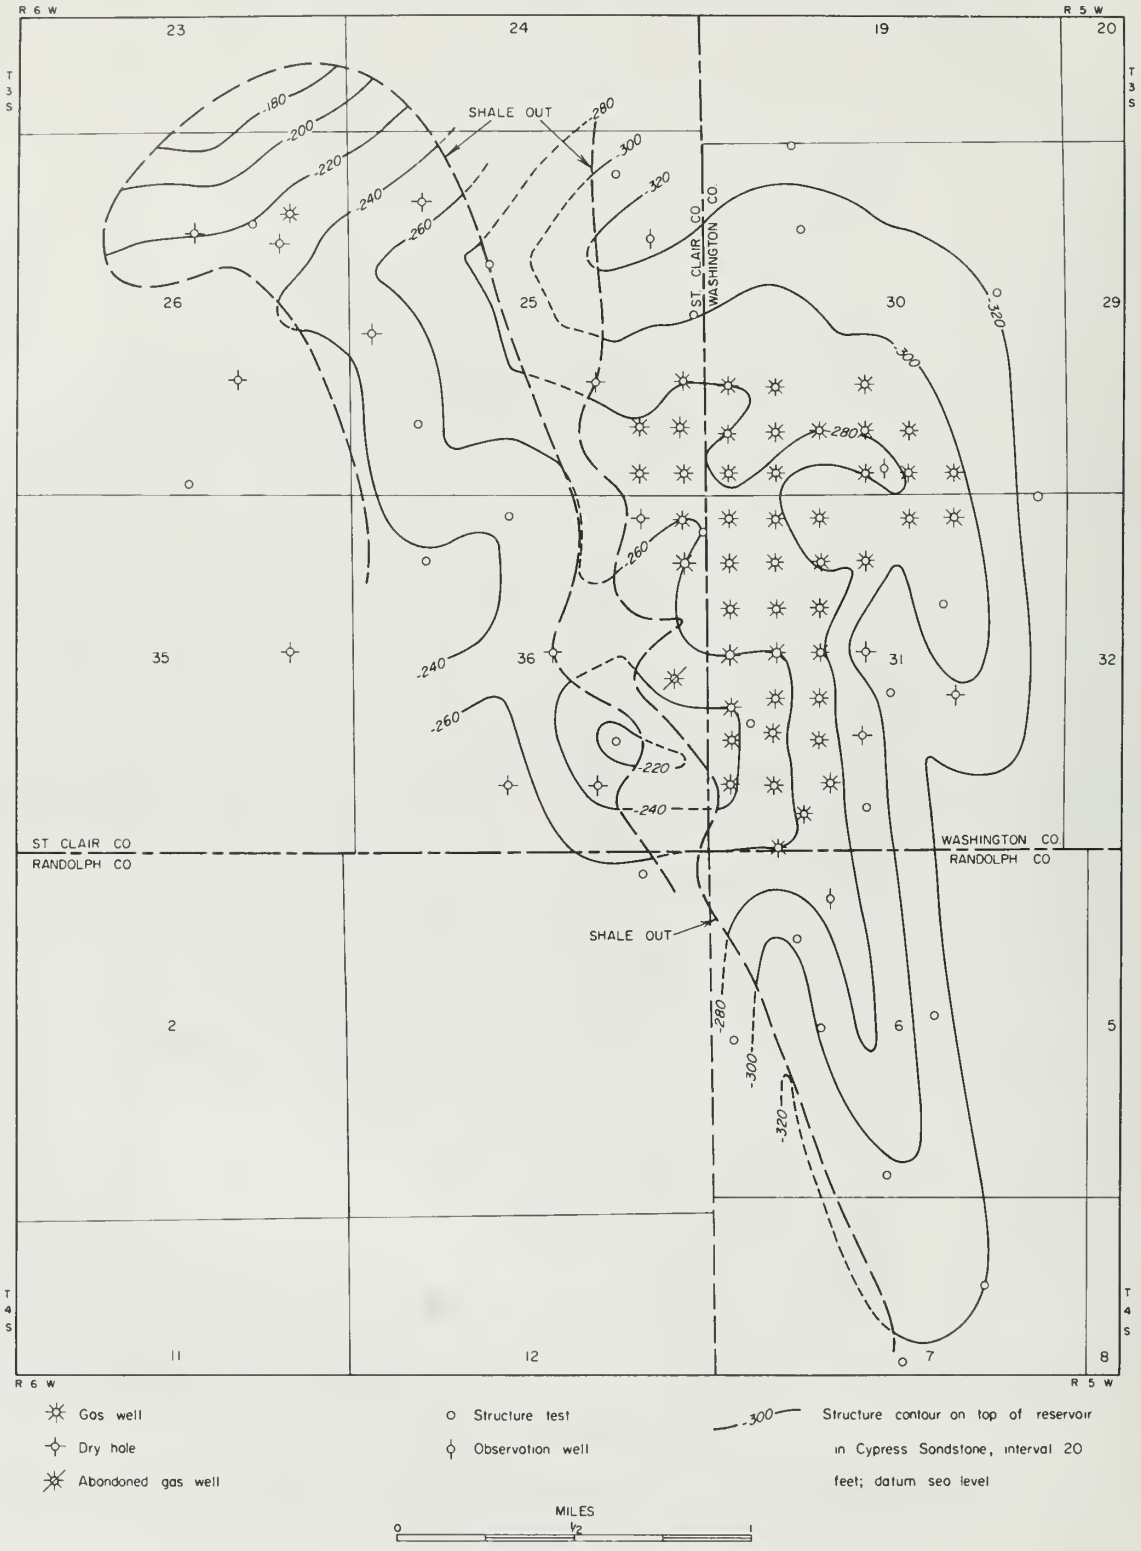 R 6 W
R 5 W
23
24
19
20
T
3
S
T
3
S
-180
-200
-220
-240
-260
SHALE OUT
-280
-300
-320
ST. CLAIR CO.
WASHINGTON CO.
26
25
30
29
-320
-300
-280
-260
35
36
31
32
-240
-260
-220
-240
ST CLAIR CO
RANDOLPH CO
WASHINGTON CO.
RANDOLPH CO
SHALE OUT
2
6
5
-280
-300
-320
T
4
S
T
4
S
11
12
7
8
R 6 W
R 5 W
Gas well
Dry hole
Abandoned gas well
Structure test
Observation well
-300
Structure contour on top of reservoir
in Cypress Sandstone, interval 20
feet; datum sea level
MILES
0 1/2 1